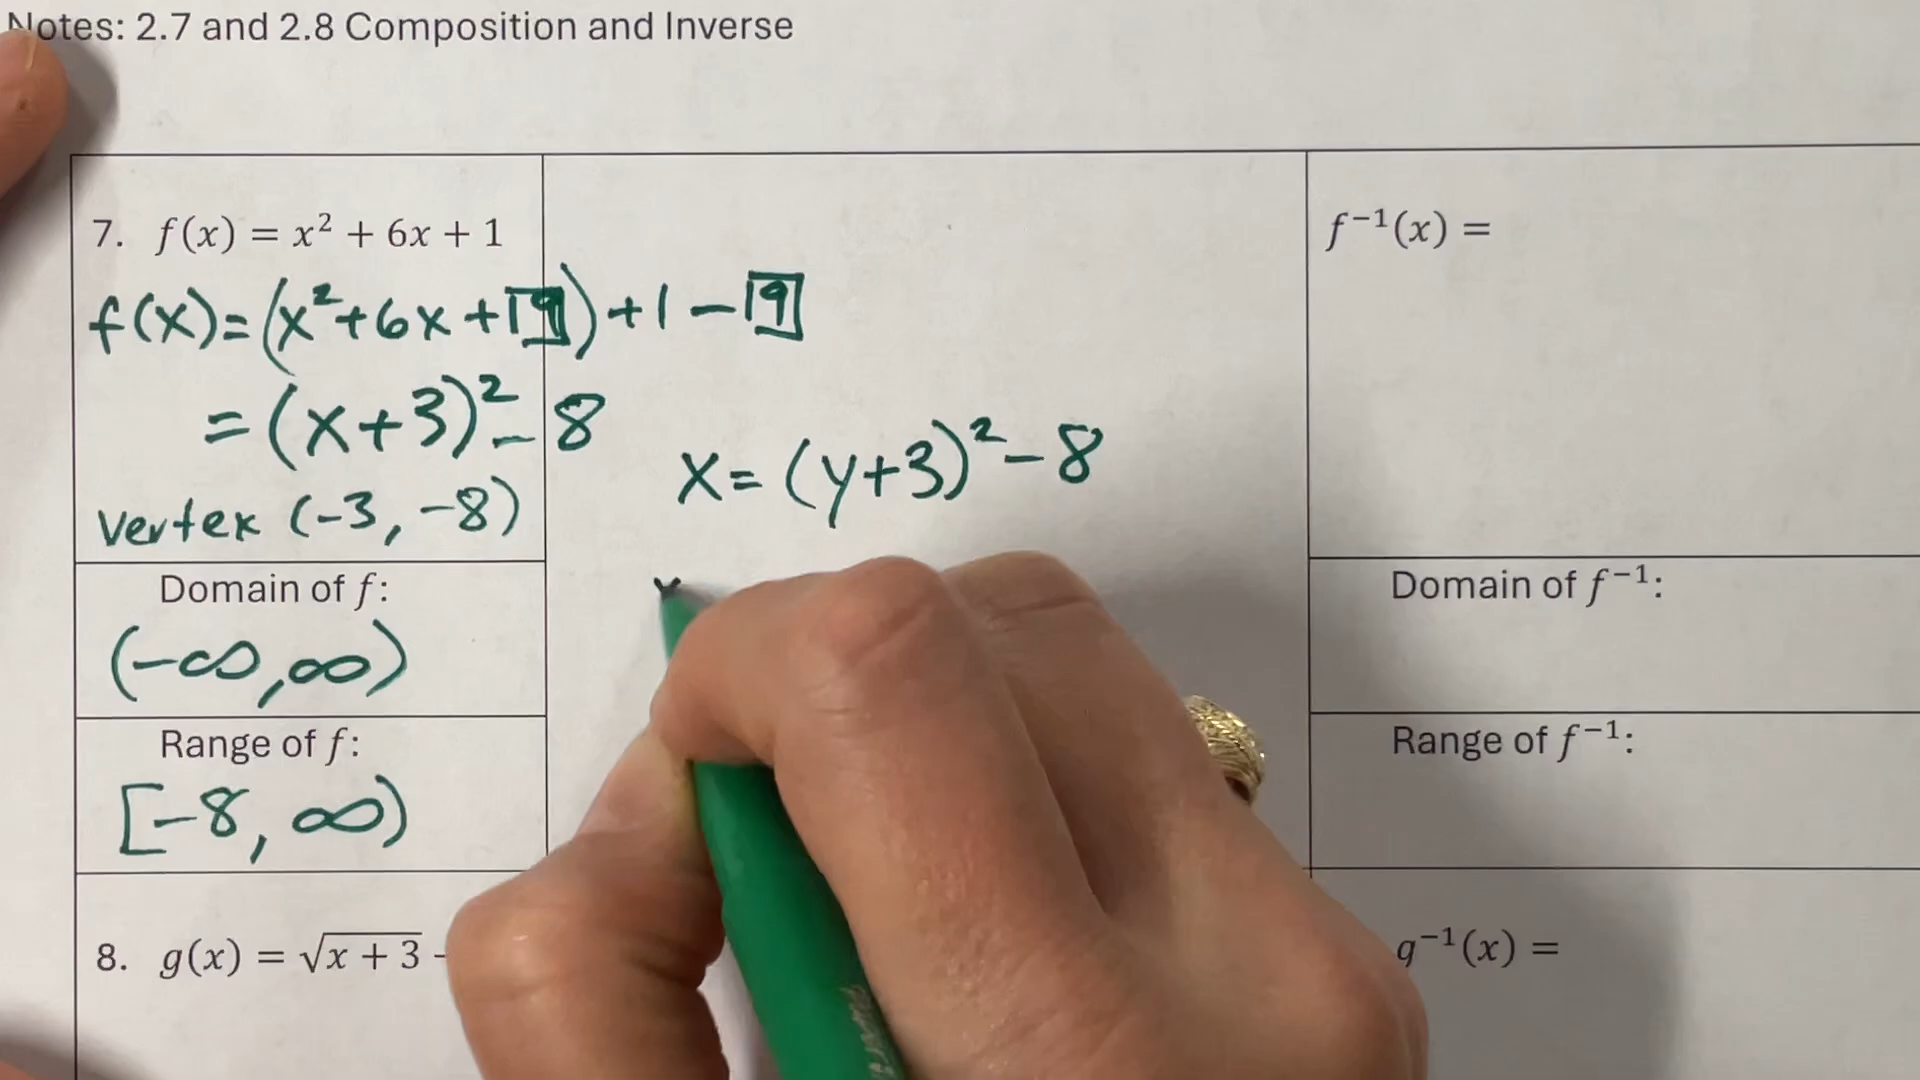 Notes: 2.7 and 2.8 Composition and Inverse
7. f(x) = x² + 6x + 1
f(x)=(x²+6x+9)+1-9
=(x+3)²-8
vertex (-3, -8)
x=(y+3)²-8
x
f⁻¹(x) =
Domain of f:
(-∞,∞)
Range of f:
[-8, ∞)
Domain of f⁻¹:
Range of f⁻¹:
8. g(x) = √(x + 3) -
g⁻¹(x) =